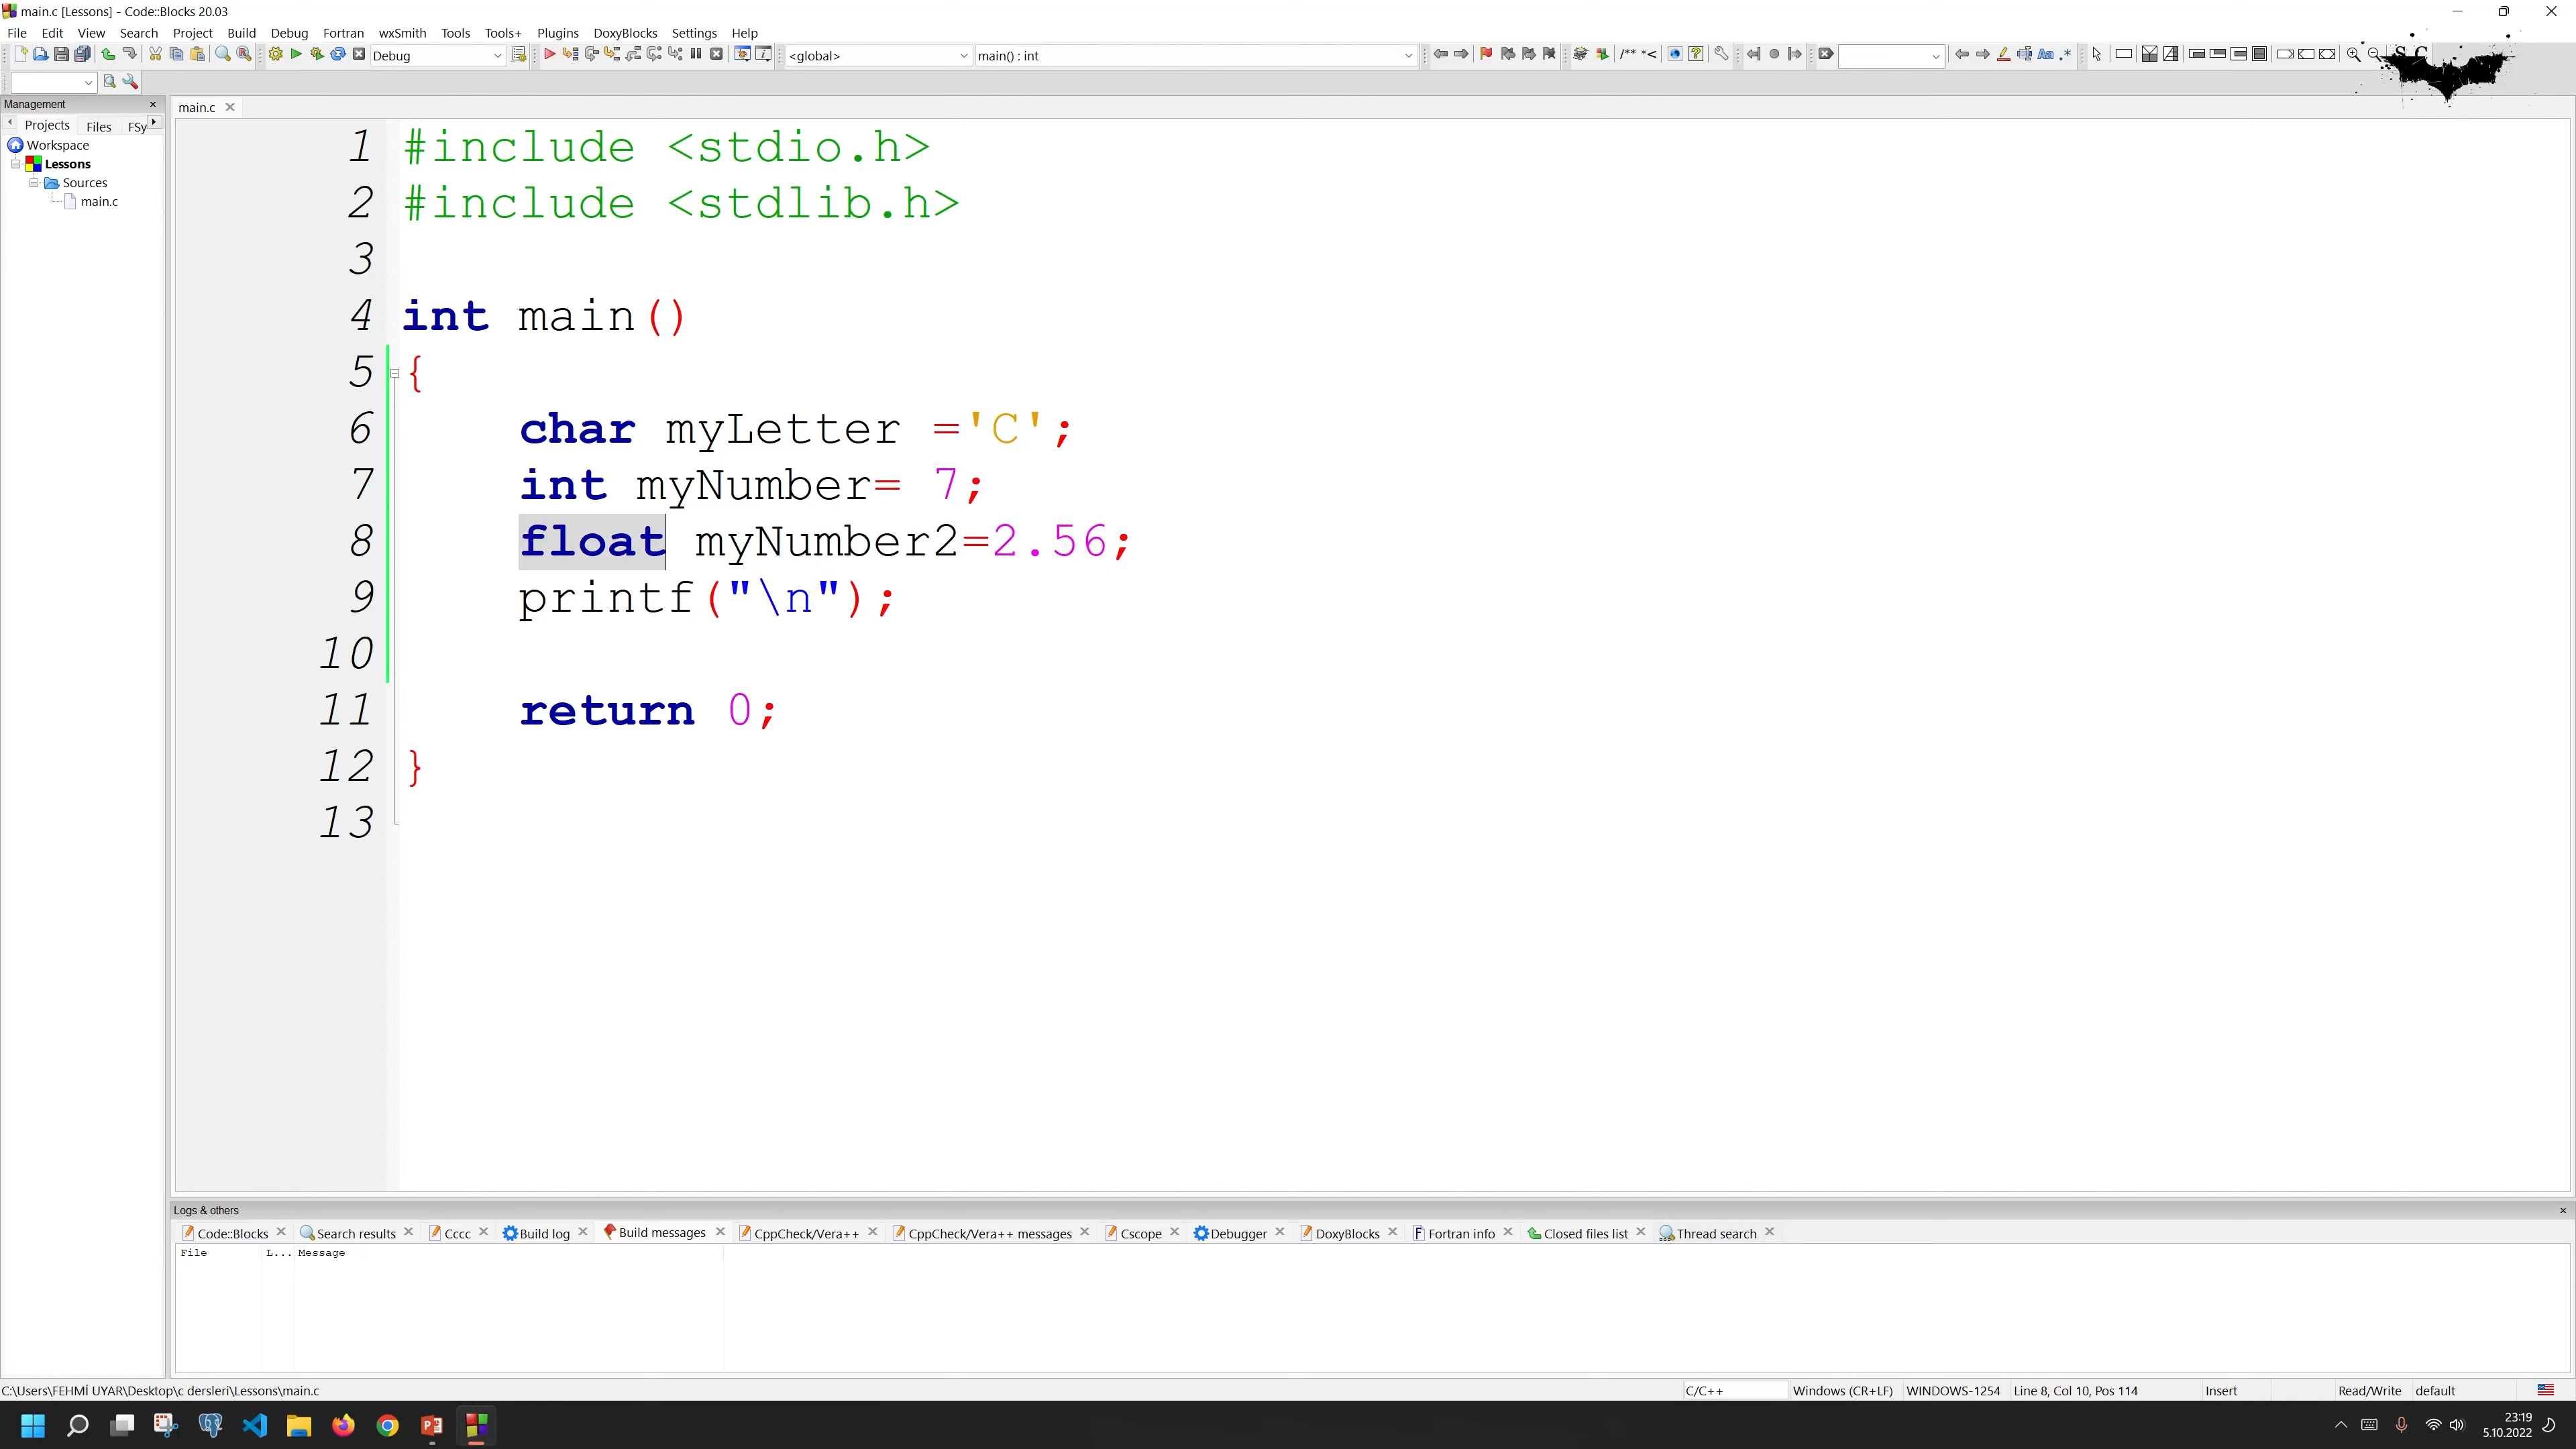 main.c [Lessons] - Code::Blocks 20.03
File Edit View Search Project Build Debug Fortran wxSmith Tools Tools+ Plugins DoxyBlocks Settings Help
Debug <global> main() : int /** *<
S C
Management
main.c
Projects Files FSy
Workspace
Lessons
Sources
main.c
1 #include <stdio.h>
2 #include <stdlib.h>
3
4 int main()
5 {
6 char myLetter ='C';
7 int myNumber= 7;
8 float myNumber2=2.56;
9 printf("\n");
10
11 return 0;
12 }
13
Logs & others
Code::Blocks Search results Cccc Build log Build messages CppCheck/Vera++ CppCheck/Vera++ messages Cscope Debugger DoxyBlocks Fortran info Closed files list Thread search
File L... Message
C:\Users\FEHMİ UYAR\Desktop\c dersleri\Lessons\main.c C/C++ Windows (CR+LF) WINDOWS-1254 Line 8, Col 10, Pos 114 Insert Read/Write default
23:19
5.10.2022